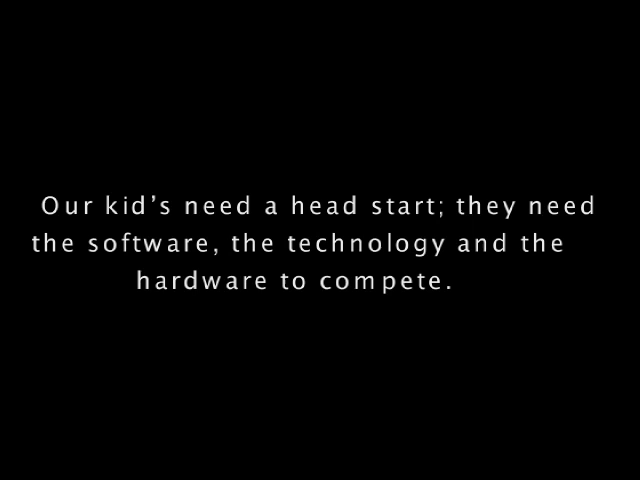 Our kid's need a head start; they need
the software, the technology and the
hardware to compete.